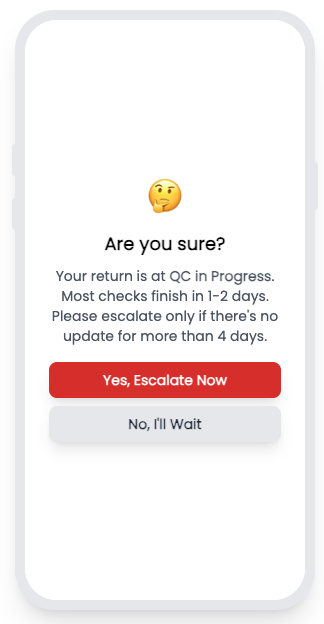 Are you sure?
Your return is at QC in Progress.
Most checks finish in 1-2 days.
Please escalate only if there's no
update for more than 4 days.
Yes, Escalate Now
No, I'll Wait